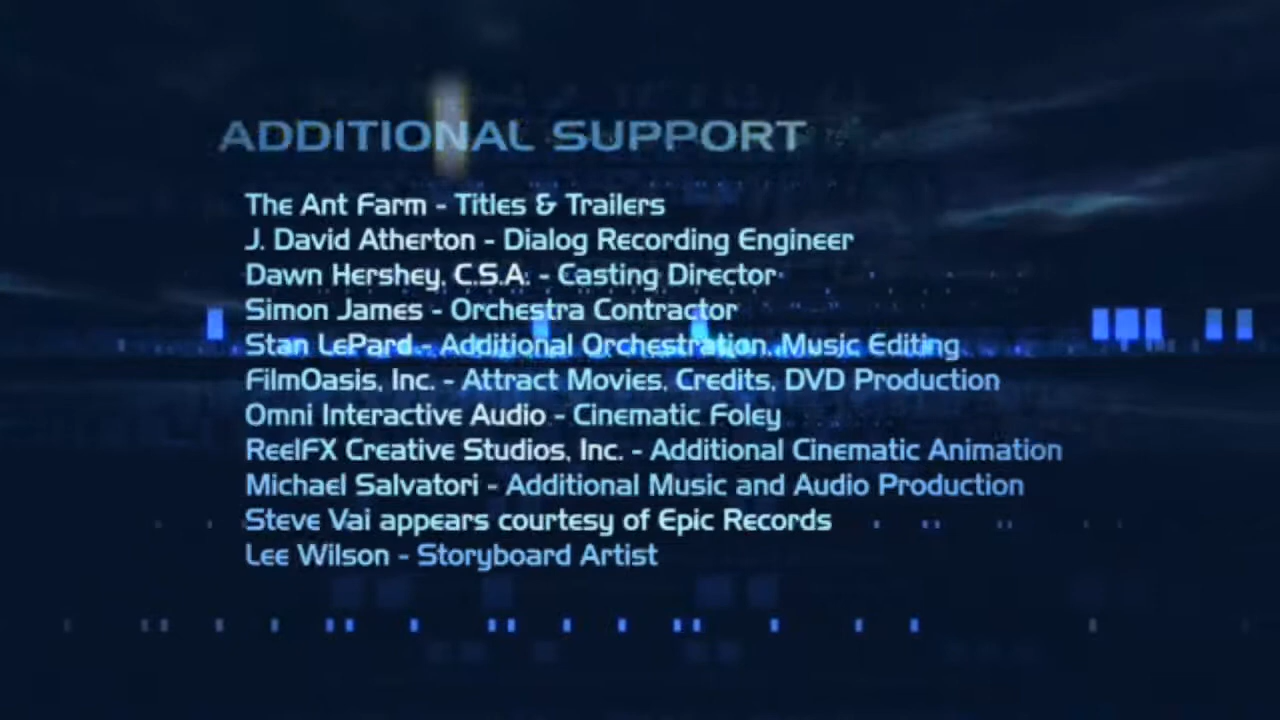 ADDITIONAL SUPPORT
The Ant Farm - Titles & Trailers
J. David Atherton - Dialog Recording Engineer
Dawn Hershey, C.S.A. - Casting Director
Simon James - Orchestra Contractor
Stan LePard - Additional Orchestration, Music Editing
FilmOasis, Inc. - Attract Movies, Credits, DVD Production
Omni Interactive Audio - Cinematic Foley
ReelFX Creative Studios, Inc. - Additional Cinematic Animation
Michael Salvatori - Additional Music and Audio Production
Steve Vai appears courtesy of Epic Records
Lee Wilson - Storyboard Artist